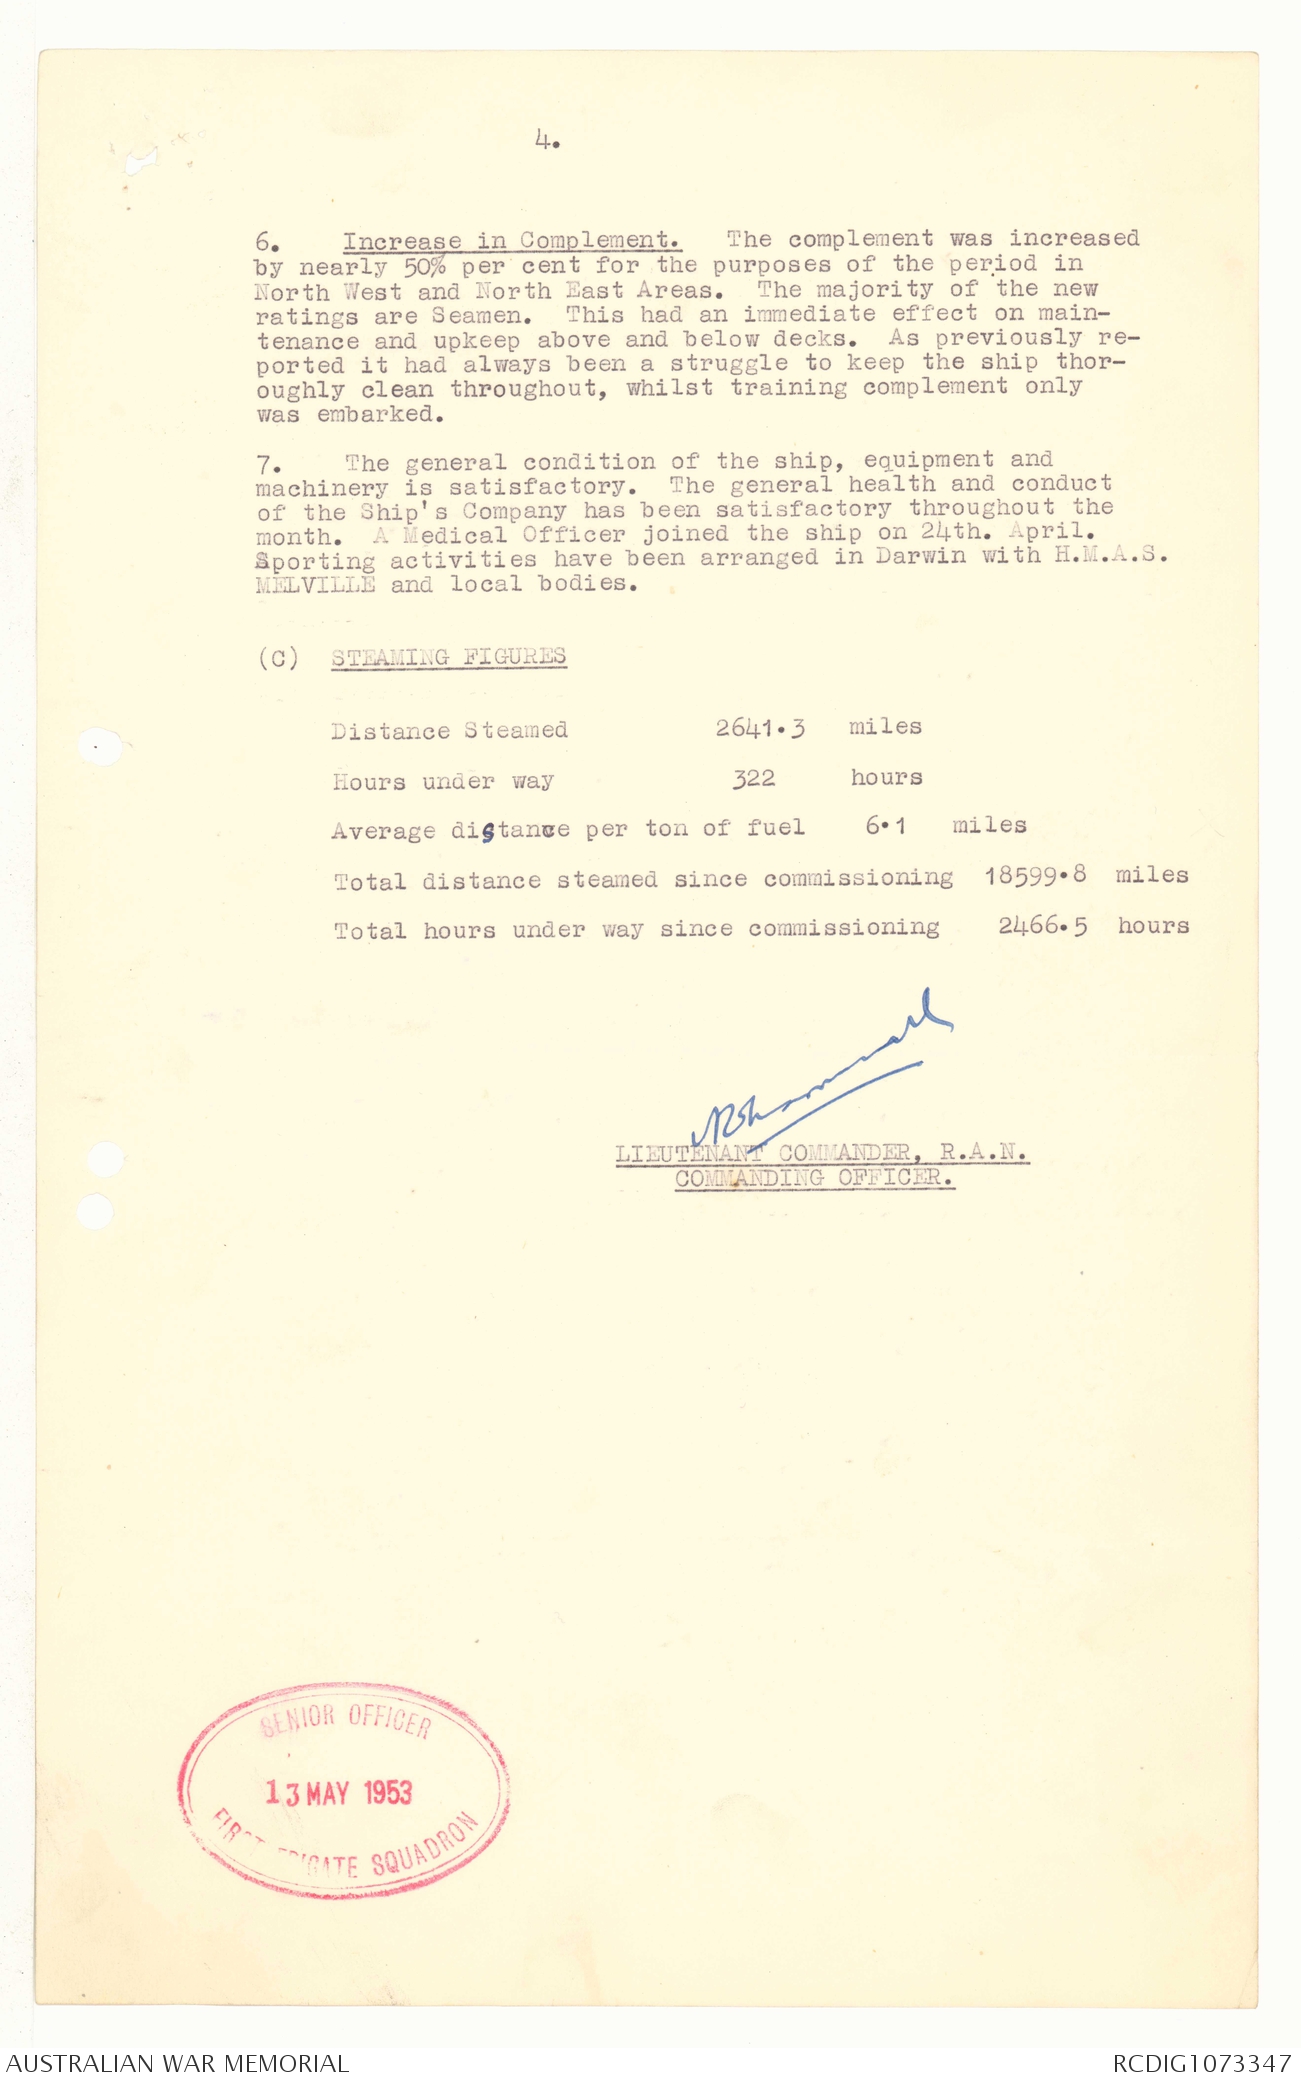 4.
6. Increase in Complement. The complement was increased
by nearly 50% per cent for the purposes of the period in
North West and North East Areas. The majority of the new
ratings are Seamen. This had an immediate effect on main-
tenance and upkeep above and below decks. As previously re-
ported it had always been a struggle to keep the ship thor-
oughly clean throughout, whilst training complement only
was embarked.
7. The general condition of the ship, equipment and
machinery is satisfactory. The general health and conduct
of the Ship's Company has been satisfactory throughout the
month. A Medical Officer joined the ship on 24th. April.
Sporting activities have been arranged in Darwin with H.M.A.S.
MELVILLE and local bodies.
(C) STEAMING FIGURES
Distance Steamed 2641.3 miles
Hours under way 322 hours
Average distance per ton of fuel 6.1 miles
Total distance steamed since commissioning 18599.8 miles
Total hours under way since commissioning 2466.5 hours
LIEUTENANT COMMANDER, R.A.N.
COMMANDING OFFICER.
SENIOR OFFICER
13 MAY 1953
FIRST FRIGATE SQUADRON
AUSTRALIAN WAR MEMORIAL RCDIG1073347